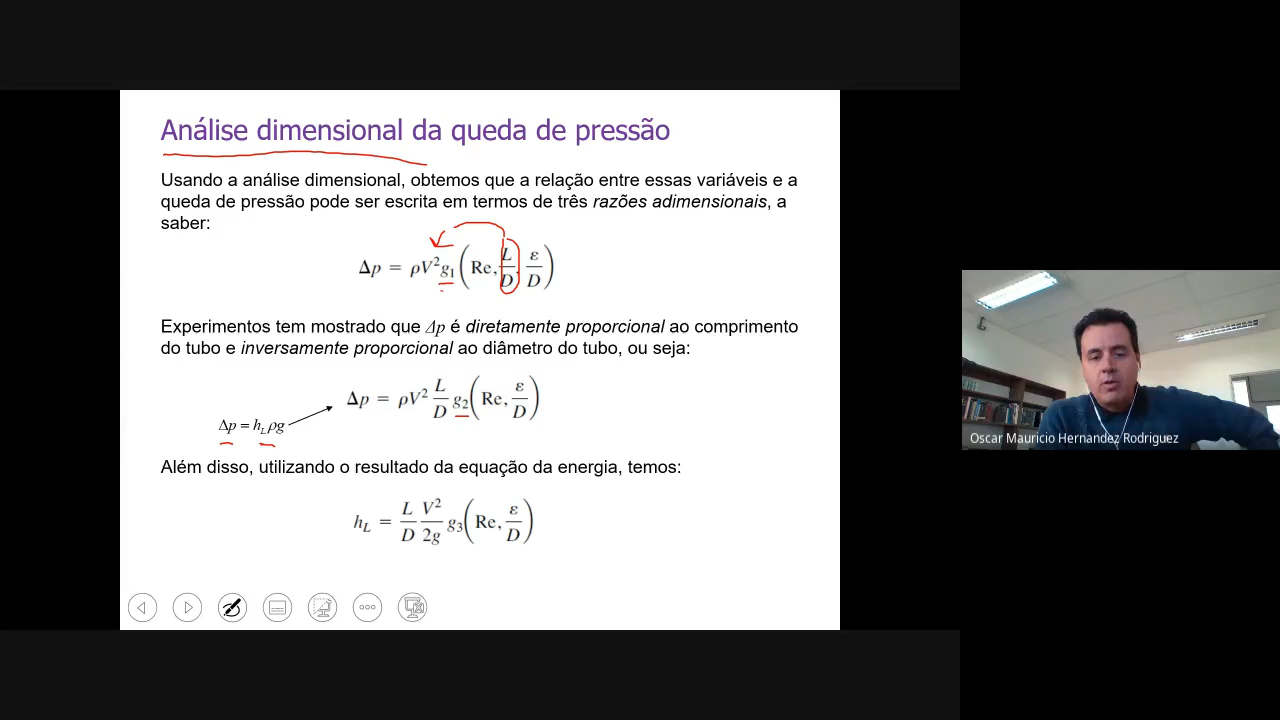 Análise dimensional da queda de pressão
Usando a análise dimensional, obtemos que a relação entre essas variáveis e a
queda de pressão pode ser escrita em termos de três razões adimensionais, a
saber:
Δp = ρV²g₁(Re, L/D, ε/D)
Experimentos tem mostrado que Δp é diretamente proporcional ao comprimento
do tubo e inversamente proporcional ao diâmetro do tubo, ou seja:
Δp = ρV² L/D g₂(Re, ε/D)
Δp = h_L ρg
Além disso, utilizando o resultado da equação da energia, temos:
h_L = L/D V²/2g g₃(Re, ε/D)
Oscar Mauricio Hernandez Rodriguez